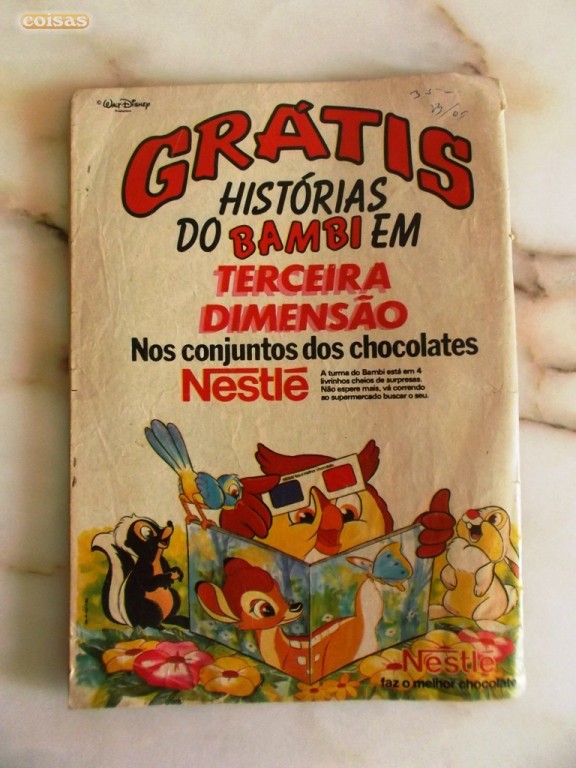 coisas
© Walt Disney
GRÁTIS
HISTÓRIAS
DO BAMBI EM
TERCEIRA
DIMENSÃO
Nos conjuntos dos chocolates
Nestlé
A turma do Bambi está em 4
livrinhos cheios de surpresas.
Não espere mais, vá correndo
ao supermercado buscar o seu.
Nestlé
faz o melhor chocolate